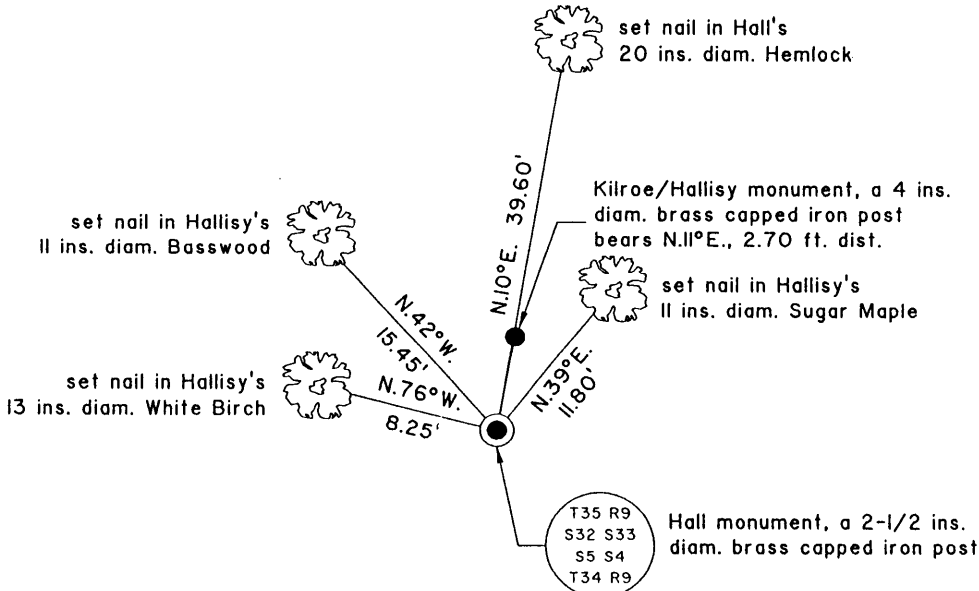 set nail in Hall's
20 ins. diam. Hemlock
N.10°E. 39.60'
Kilroe/Hallisy monument, a 4 ins.
diam. brass capped iron post
bears N.11°E., 2.70 ft. dist.
set nail in Hallisy's
11 ins. diam. Basswood
set nail in Hallisy's
11 ins. diam. Sugar Maple
N.42°W.
15.45'
N.39°E.
11.80'
set nail in Hallisy's
13 ins. diam. White Birch
N.76°W.
8.25'
T35 R9
S32 S33
S5 S4
T34 R9
Hall monument, a 2-1/2 ins.
diam. brass capped iron post